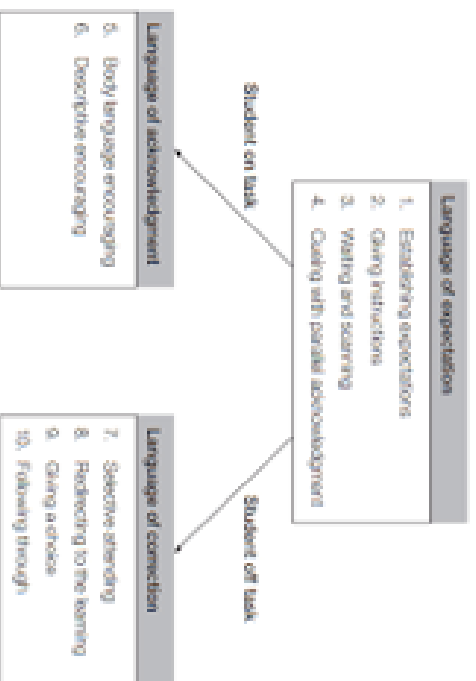 Language of expectation
1. Establishing expectations
2. Giving instructions
3. Waiting and scanning
4. Cueing with parallel acknowledgment
Student on task
Student off task
Language of acknowledgment
5. Body language encouraging
6. Descriptive encouraging
Language of correction
7. Selective attending
8. Redirecting to the learning
9. Giving a choice
10. Following through